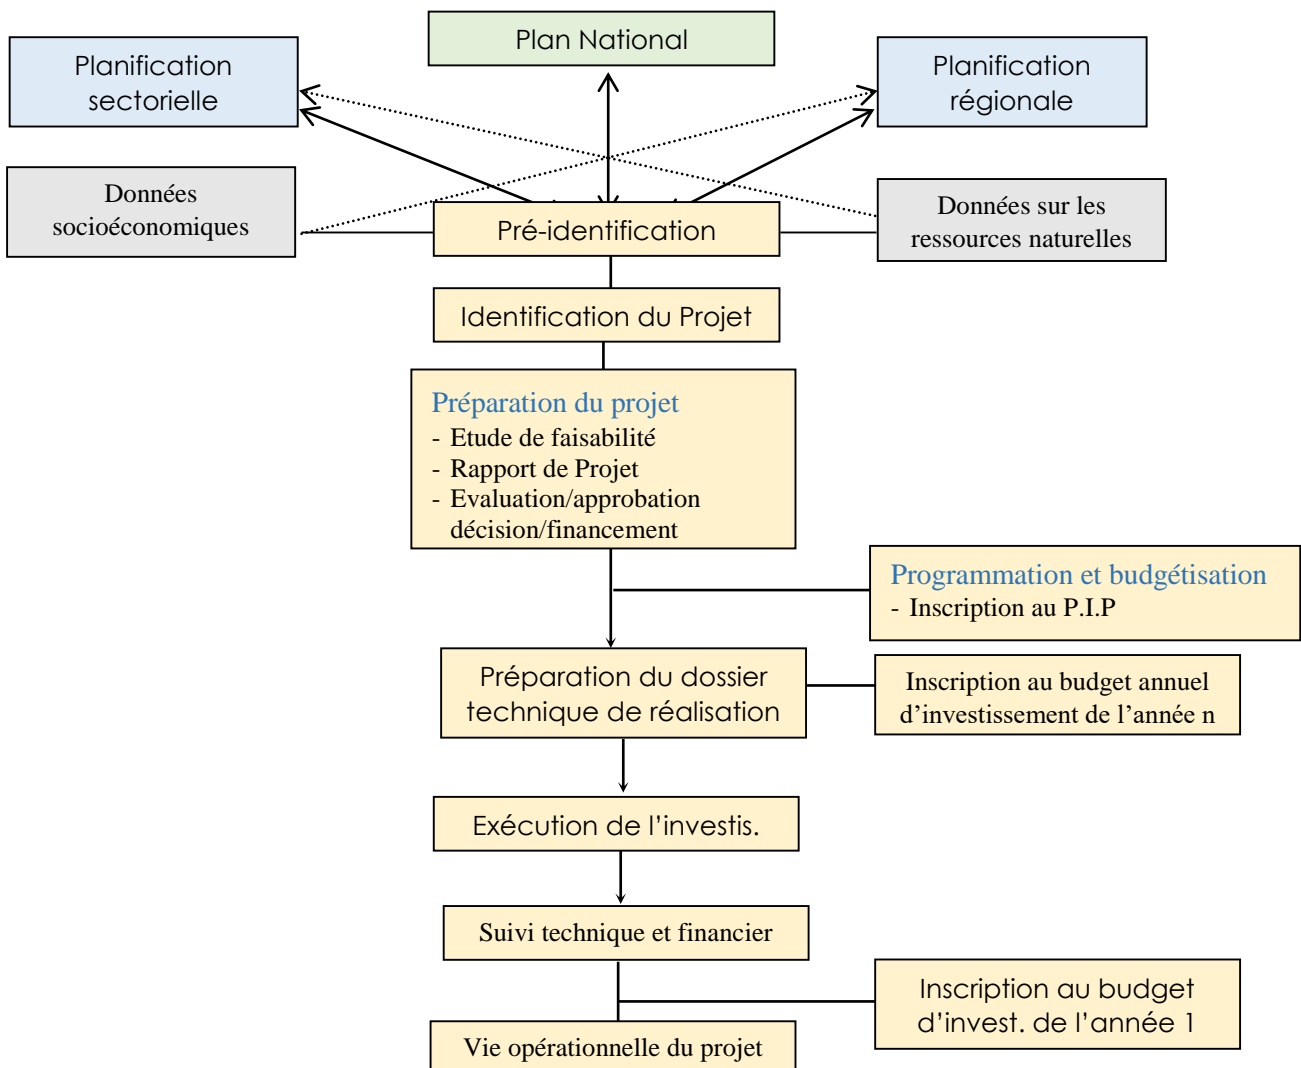 Plan National
Planification
sectorielle
Planification
régionale
Données
socioéconomiques
Pré-identification
Données sur les
ressources naturelles
Identification du Projet
Préparation du projet
- Etude de faisabilité
- Rapport de Projet
- Evaluation/approbation
décision/financement
Programmation et budgétisation
- Inscription au P.I.P
Préparation du dossier
technique de réalisation
Inscription au budget annuel
d’investissement de l’année n
Exécution de l’investis.
Suivi technique et financier
Inscription au budget
d’invest. de l’année 1
Vie opérationnelle du projet